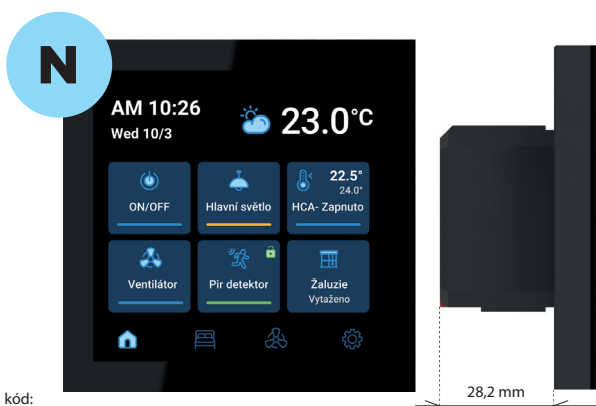 N
AM 10:26
Wed 10/3
23.0°C
ON/OFF
Hlavní světlo
22.5°
24.0°
HCA- Zapnuto
Ventilátor
Pir detektor
Žaluzie
Vytaženo
28,2 mm
kód: